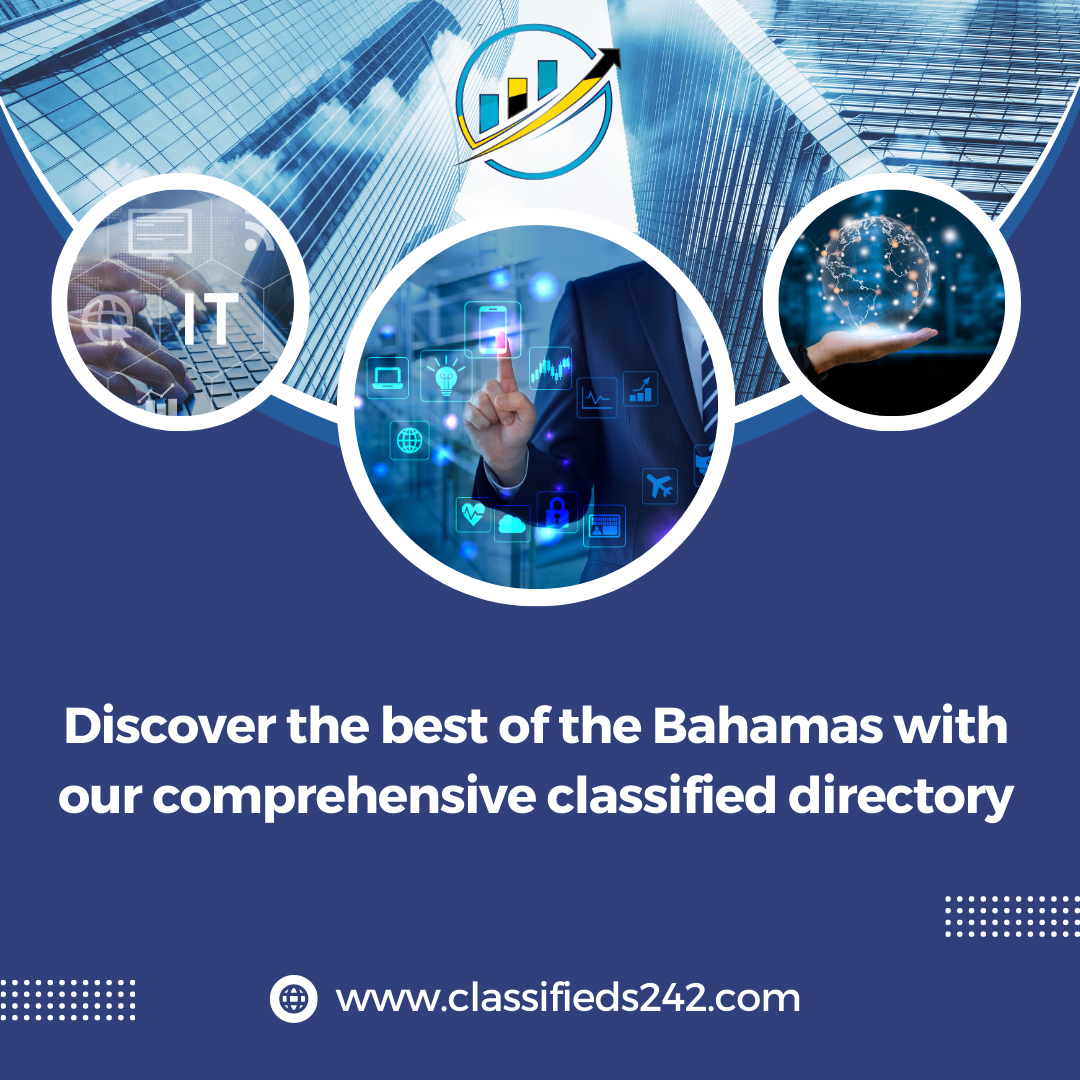 IT
Discover the best of the Bahamas with
our comprehensive classified directory
www.classifieds242.com